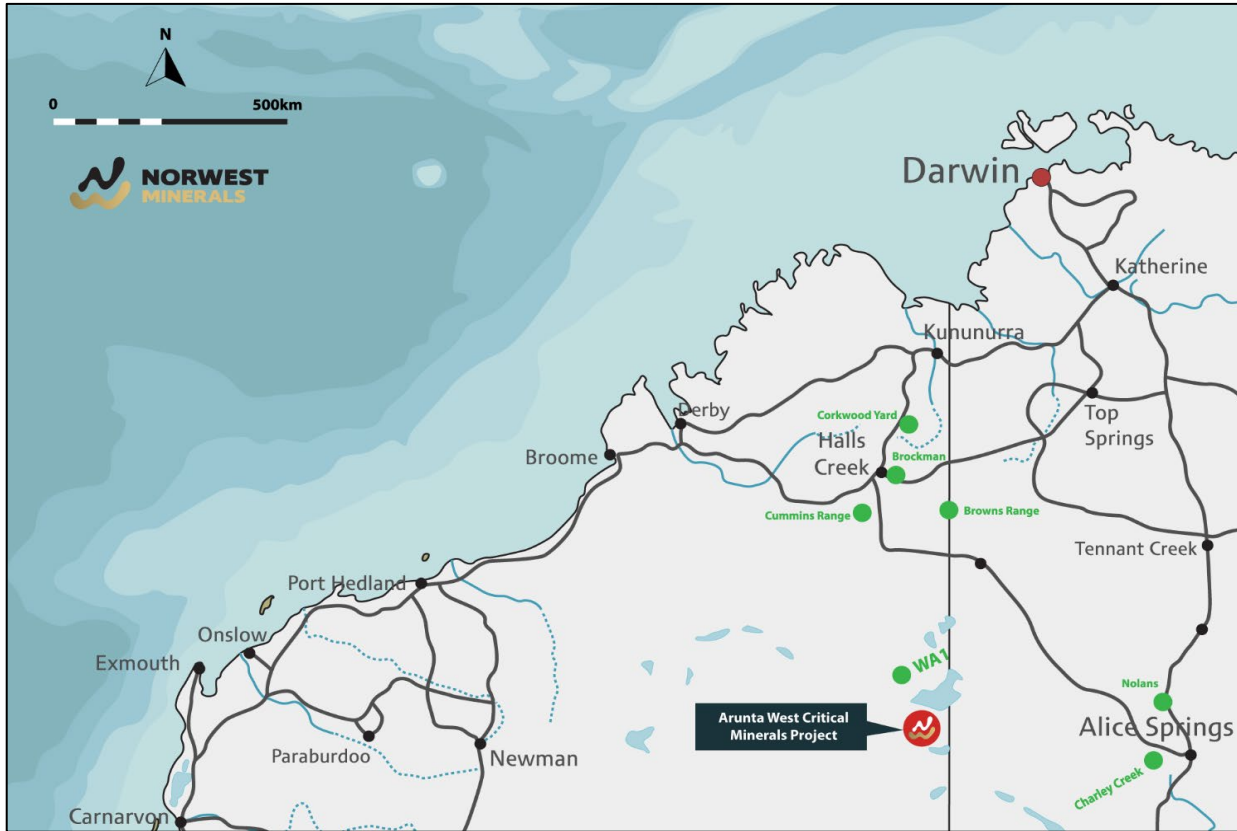 N
0 500km
NORWEST
MINERALS
Darwin
Katherine
Kununurra
Derby
Corkwood Yard
Top
Springs
Halls
Creek
Broome
Brockman
Cummins Range
Browns Range
Tennant Creek
Port Hedland
Onslow
Exmouth
WA1
Nolans
Arunta West Critical
Minerals Project
Alice Springs
Paraburdoo
Newman
Charley Creek
Carnarvon